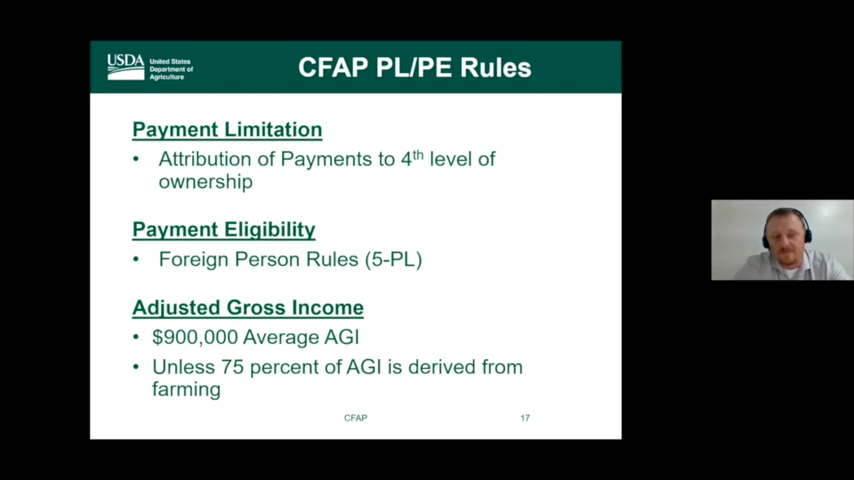 USDA
United States
Department of
Agriculture
CFAP PL/PE Rules
Payment Limitation
• Attribution of Payments to 4th level of
ownership
Payment Eligibility
• Foreign Person Rules (5-PL)
Adjusted Gross Income
• $900,000 Average AGI
• Unless 75 percent of AGI is derived from
farming
CFAP
17